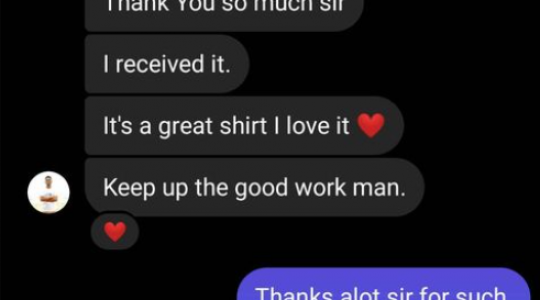 Thank You so much sir
I received it.
It's a great shirt I love it ❤️
Keep up the good work man.
❤️
Thanks alot sir for such